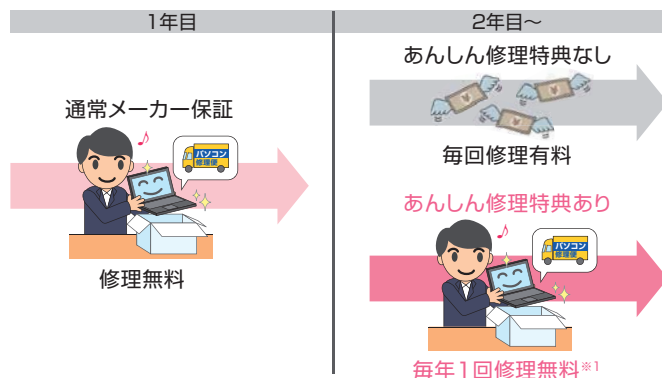 1年目
通常メーカー保証
パソコン
修理便
修理無料
2年目～
あんしん修理特典なし
¥
¥
¥
毎回修理有料
あんしん修理特典あり
パソコン
修理便
毎年1回修理無料※1